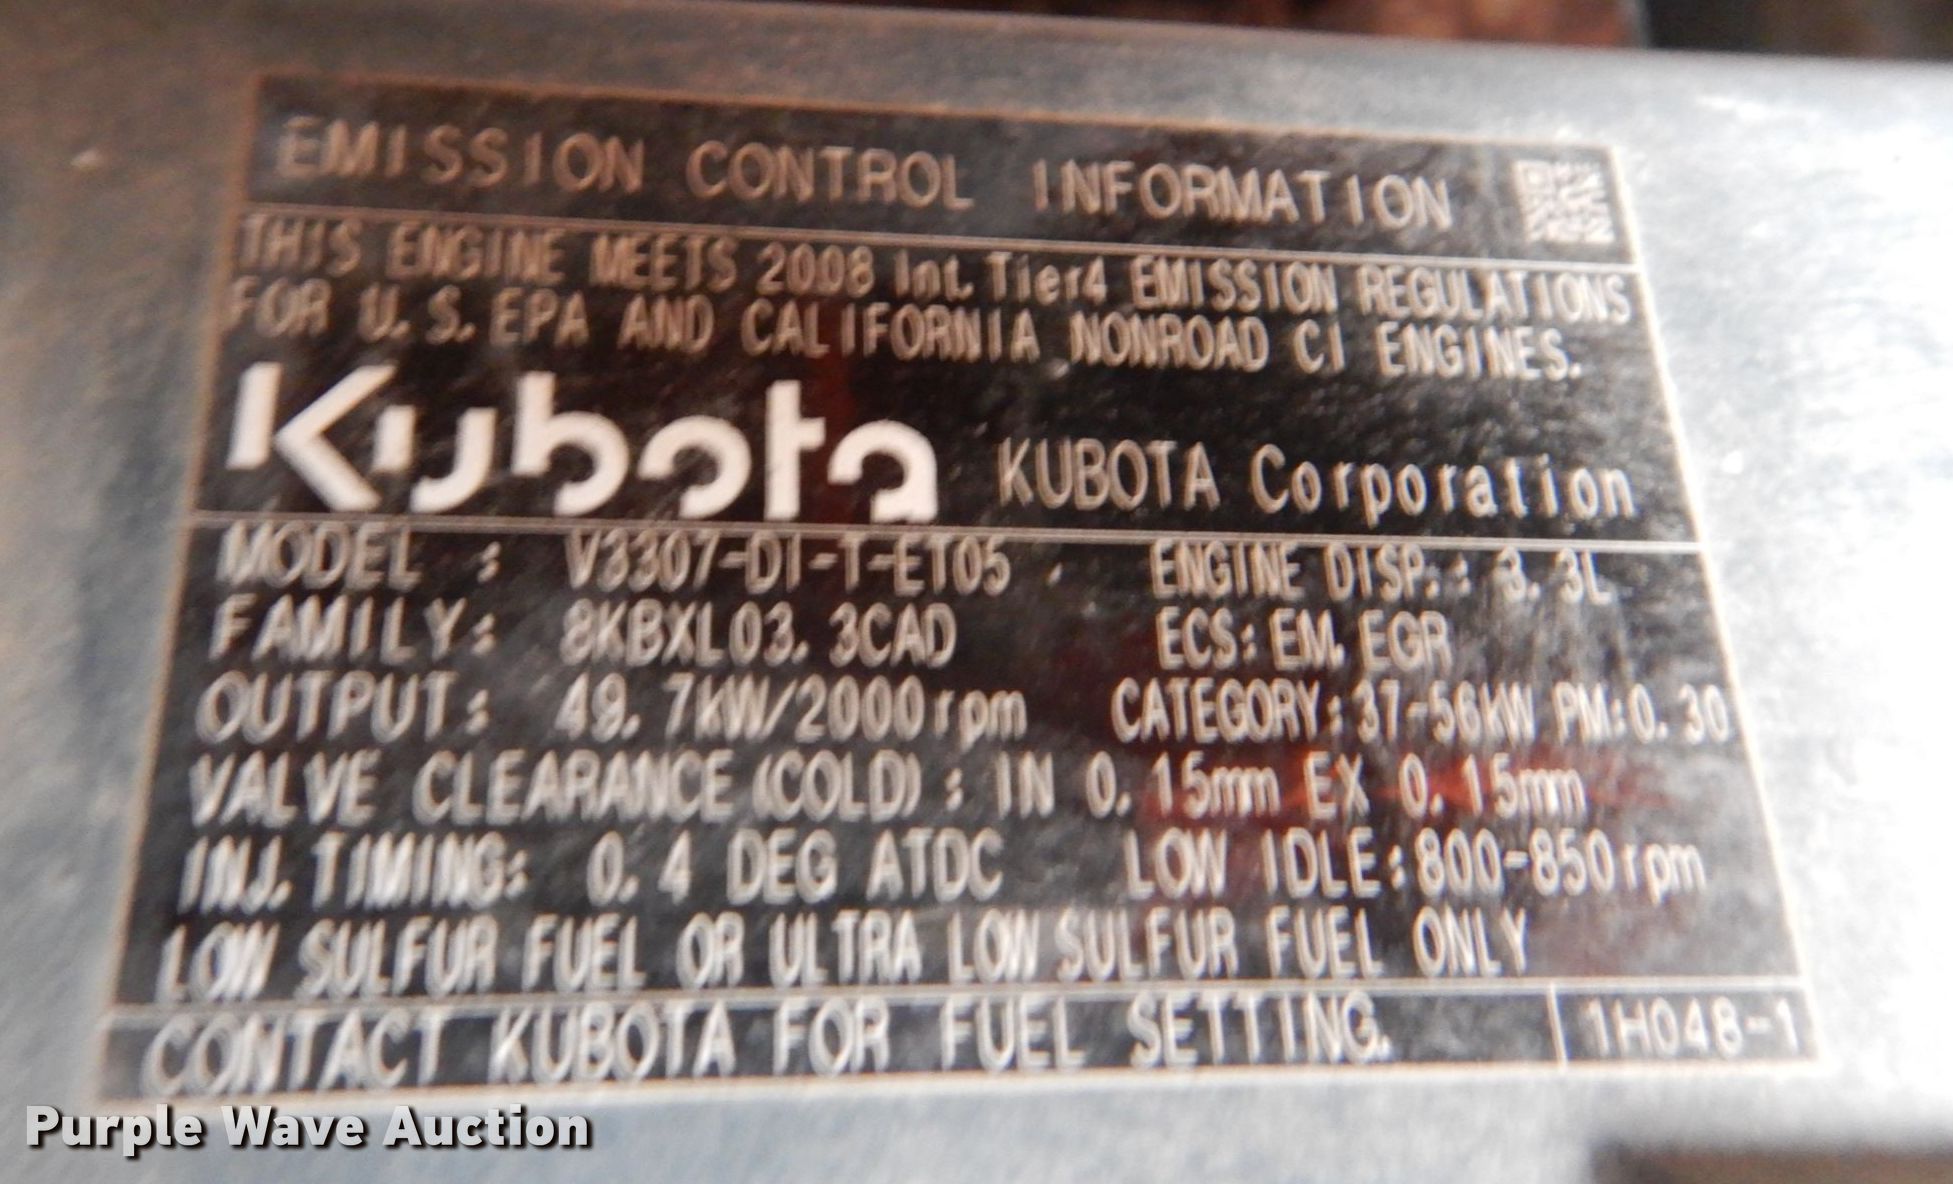 EMISSION CONTROL INFORMATION
THIS ENGINE MEETS 2008 Int. Tier4 EMISSION REGULATIONS
FOR U.S.EPA AND CALIFORNIA NONROAD CI ENGINES.
Kubota KUBOTA Corporation
MODEL : V3307-DI-T-ET05 ENGINE DISP.: 3.3L
FAMILY: 8KBXL03.3CAD ECS: EM, EGR
OUTPUT: 49.7kW/2000rpm CATEGORY:37-56kW PM:0.30
VALVE CLEARANCE(COLD): IN 0.15mm EX 0.15mm
INJ. TIMING: 0.4 DEG ATDC LOW IDLE:800-850rpm
LOW SULFUR FUEL OR ULTRA LOW SULFUR FUEL ONLY
CONTACT KUBOTA FOR FUEL SETTING. 1H048-1
Purple Wave Auction